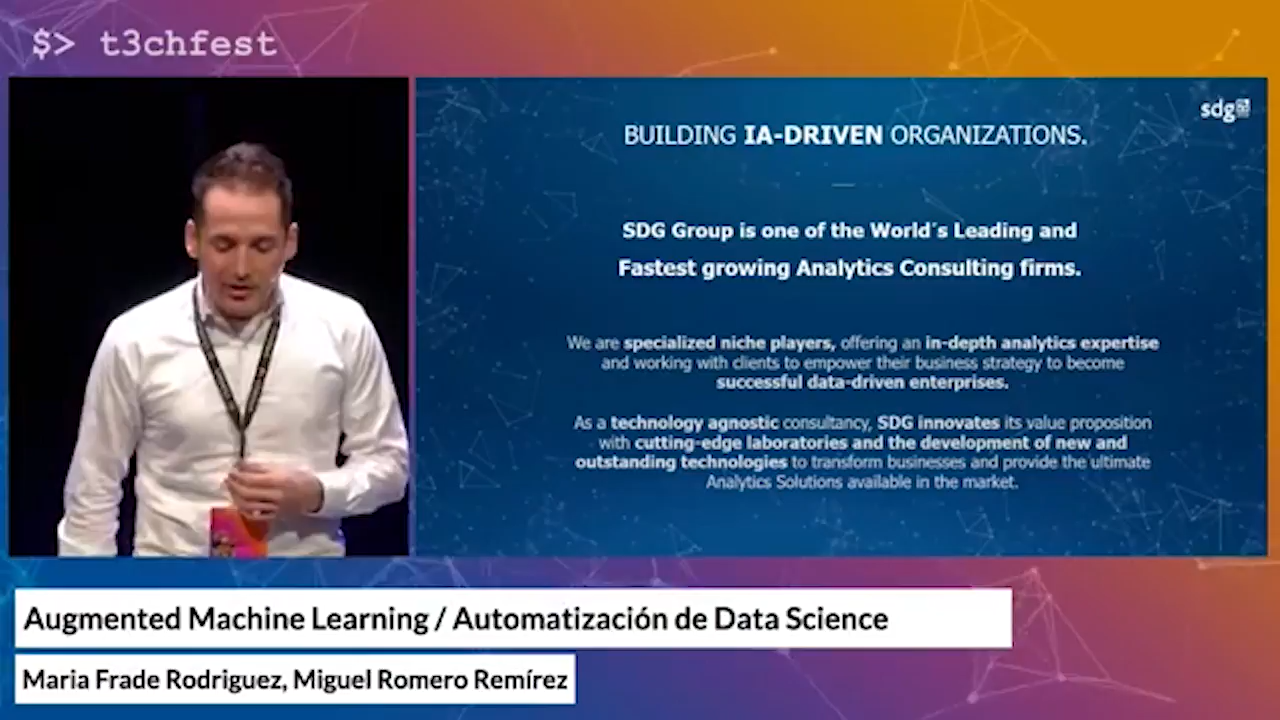 $> t3chfest
sdg
BUILDING IA-DRIVEN ORGANIZATIONS.
SDG Group is one of the World´s Leading and
Fastest growing Analytics Consulting firms.
We are specialized niche players, offering an in-depth analytics expertise
and working with clients to empower their business strategy to become
successful data-driven enterprises.
As a technology agnostic consultancy, SDG innovates its value proposition
with cutting-edge laboratories and the development of new and
outstanding technologies to transform businesses and provide the ultimate
Analytics Solutions available in the market.
Augmented Machine Learning / Automatización de Data Science
Maria Frade Rodriguez, Miguel Romero Remírez